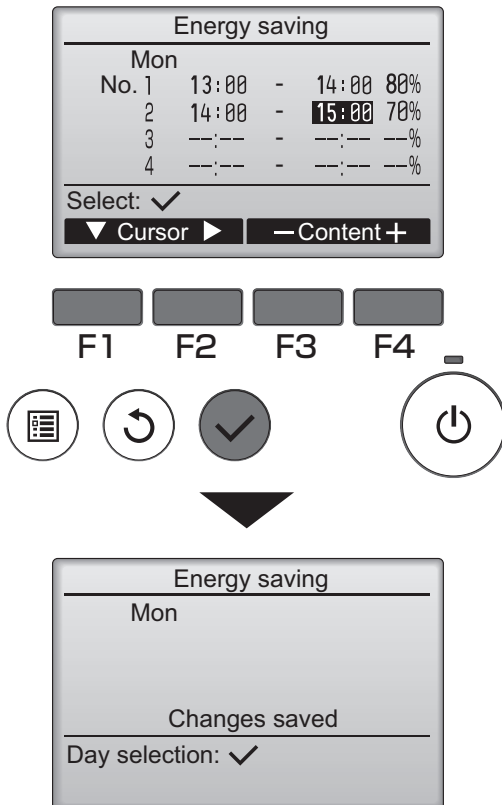 Energy saving
Mon
No. 1 13:00 - 14:00 80%
2 14:00 - 15:00 70%
3 --:-- - --:-- --%
4 --:-- - --:-- --%
Select: ✓
▼ Cursor ▶ − Content +
F1 F2 F3 F4
Energy saving
Mon
Changes saved
Day selection: ✓